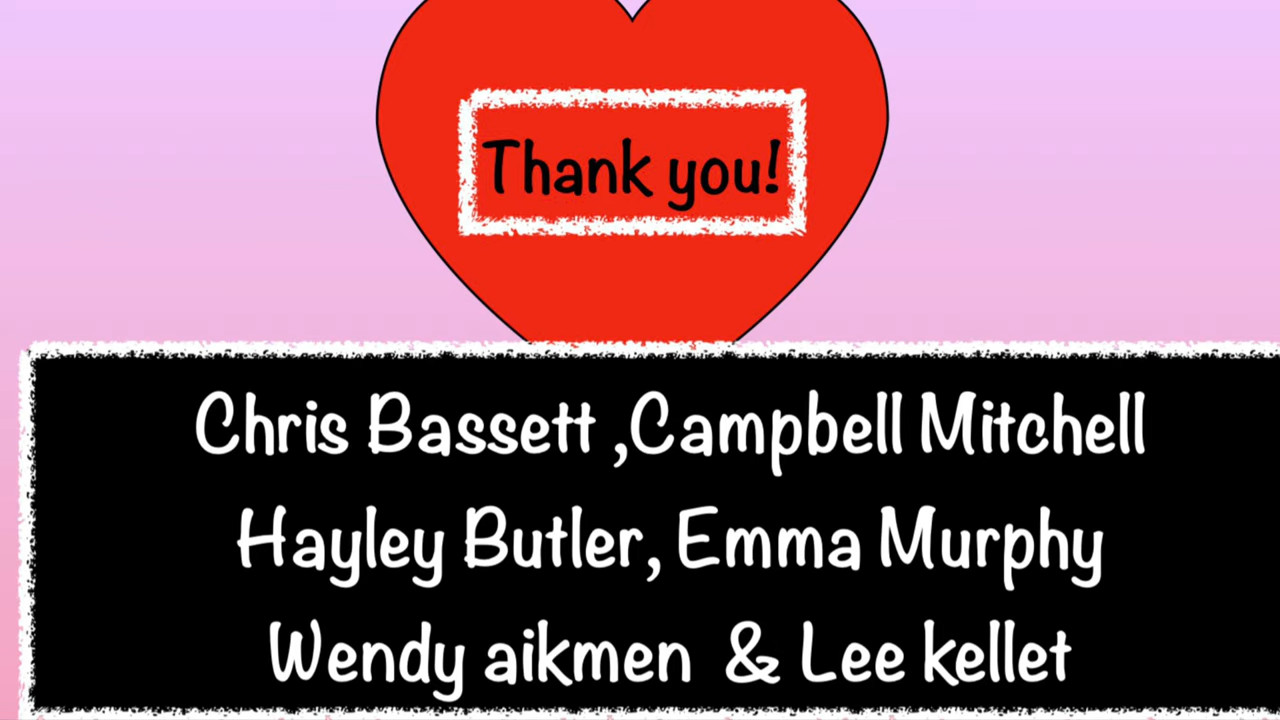 Thank you!
Chris Bassett ,Campbell Mitchell
Hayley Butler, Emma Murphy
Wendy aikmen & Lee kellet